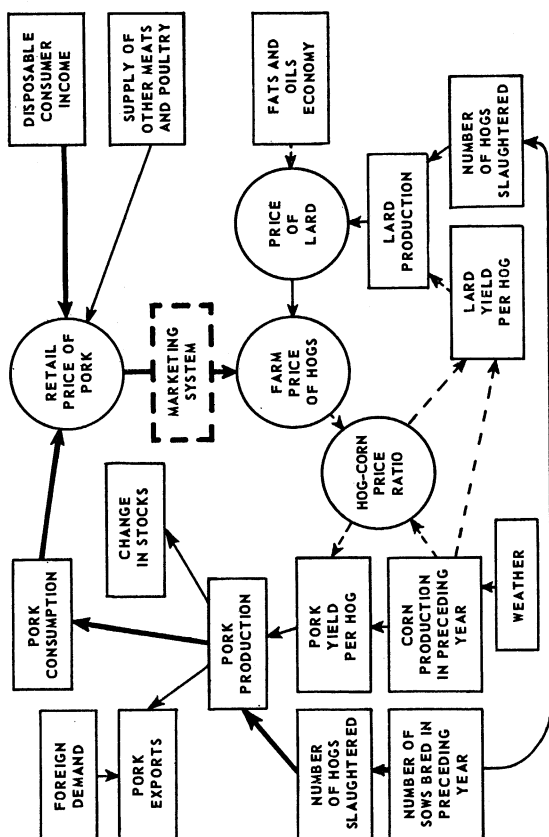 FOREIGN
DEMAND
PORK
CONSUMPTION
RETAIL
PRICE OF
PORK
DISPOSABLE
CONSUMER
INCOME
PORK
EXPORTS
CHANGE
IN STOCKS
MARKETING
SYSTEM
SUPPLY OF
OTHER MEATS
AND POULTRY
PORK
PRODUCTION
FARM
PRICE
OF HOGS
PRICE
OF
LARD
FATS AND
OILS
ECONOMY
NUMBER
OF HOGS
SLAUGHTERED
PORK
YIELD
PER HOG
HOG-CORN
PRICE
RATIO
LARD
PRODUCTION
NUMBER OF
SOWS BRED IN
PRECEDING
YEAR
CORN
PRODUCTION
IN PRECEDING
YEAR
LARD
YIELD
PER HOG
NUMBER
OF HOGS
SLAUGHTERED
WEATHER